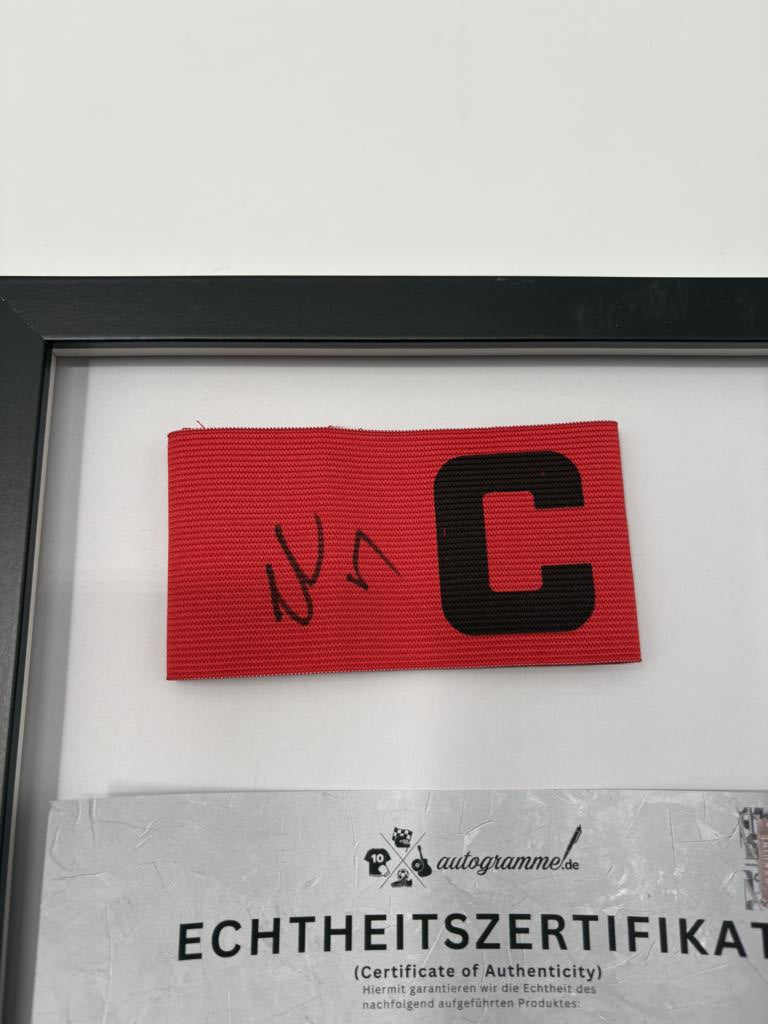 C
10
autogramme.de
ECHTHEITSZERTIFIKAT
(Certificate of Authenticity)
Hiermit garantieren wir die Echtheit des
nachfolgend aufgeführten Produktes: